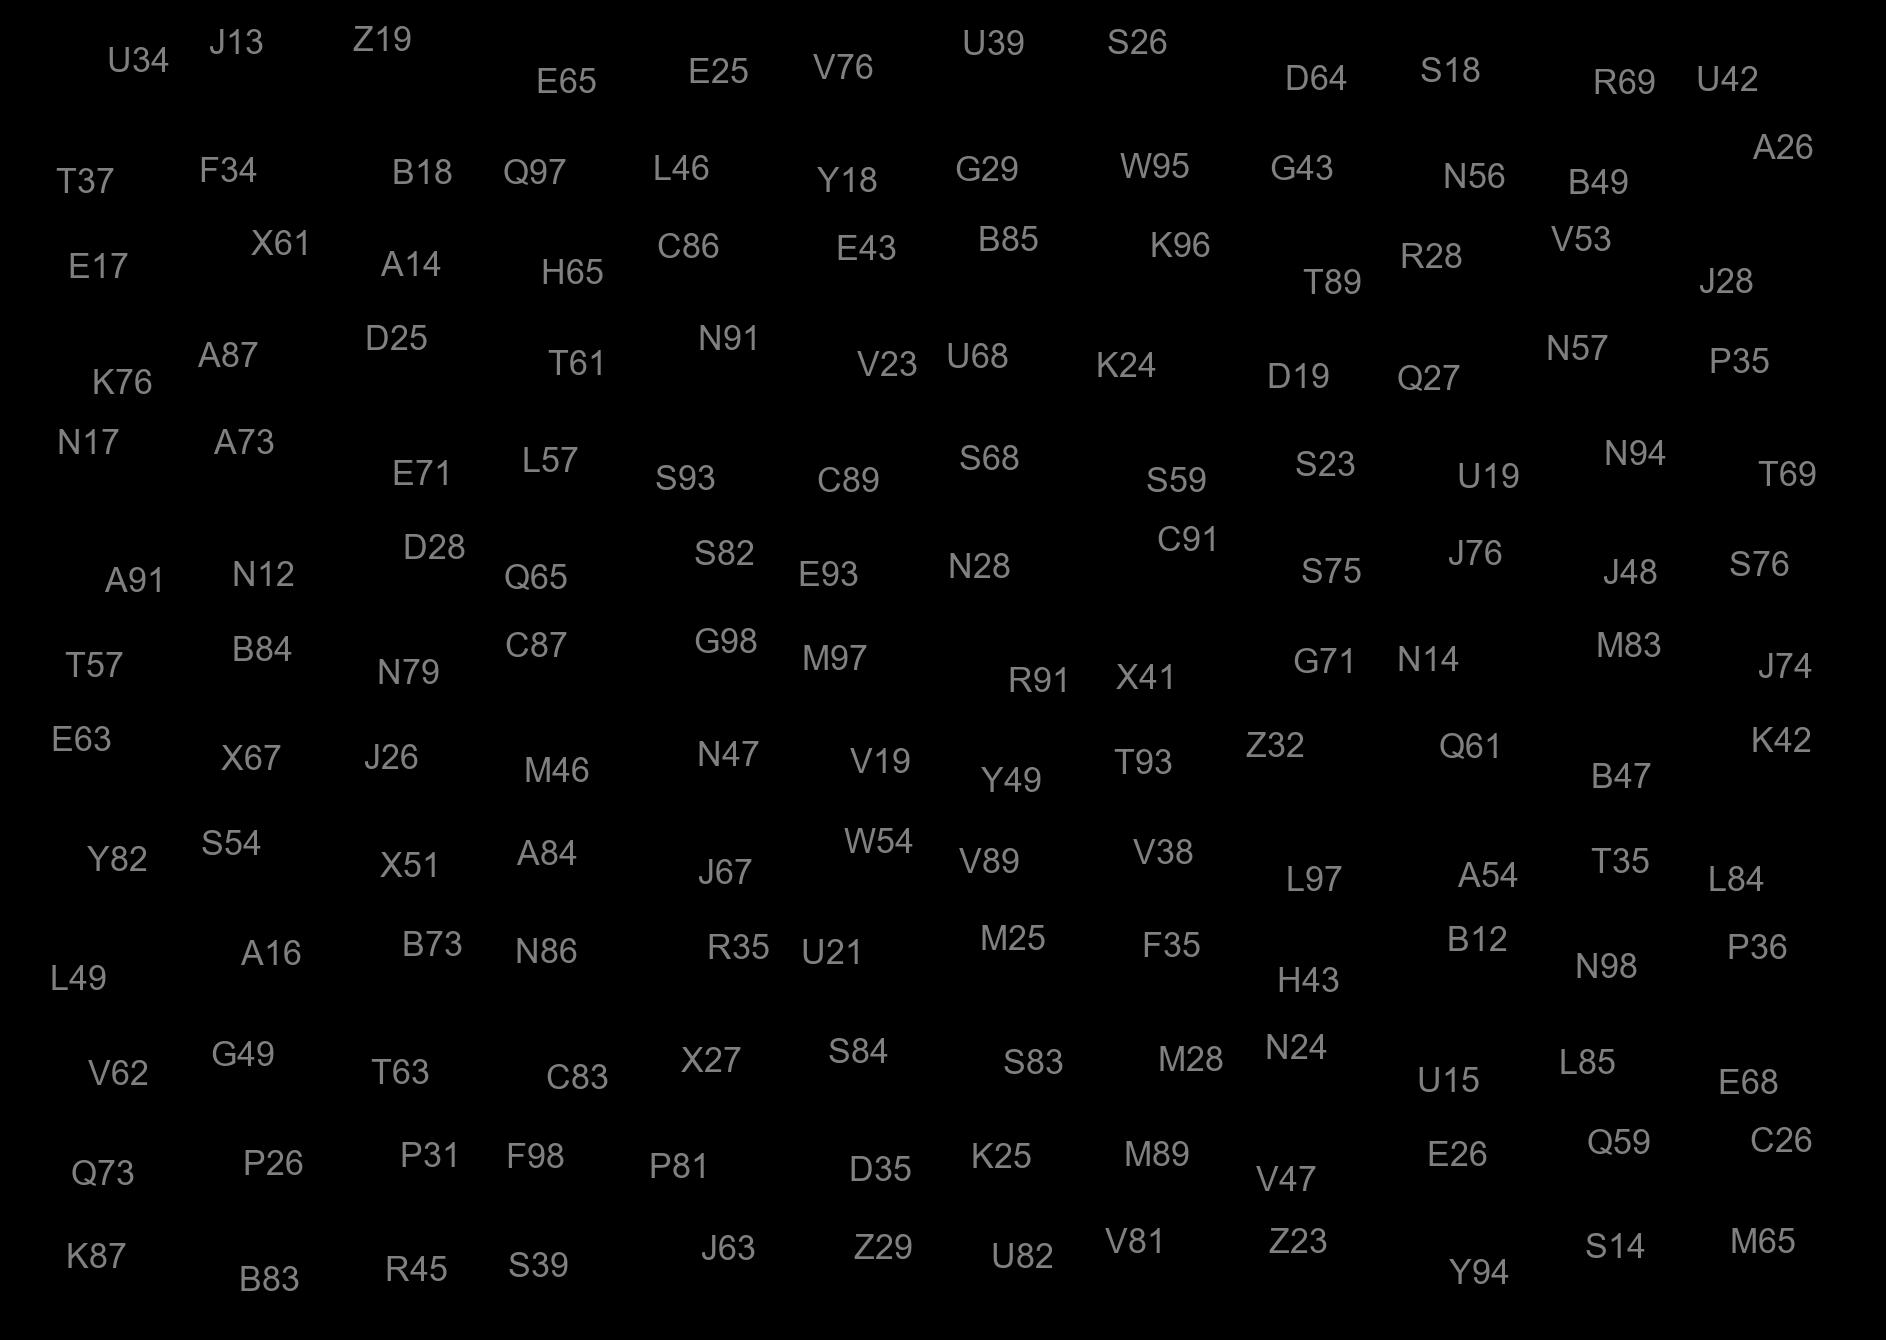 U34 J13 Z19 E65 E25 V76 U39 S26 D64 S18 R69 U42
T37 F34 B18 Q97 L46 Y18 G29 W95 G43 N56 B49 A26
E17 X61 A14 H65 C86 E43 B85 K96 T89 R28 V53 J28
K76 A87 D25 T61 N91 V23 U68 K24 D19 Q27 N57 P35
N17 A73 E71 L57 S93 C89 S68 S59 S23 U19 N94 T69
A91 N12 D28 Q65 S82 E93 N28 C91 S75 J76 J48 S76
T57 B84 N79 C87 G98 M97 R91 X41 G71 N14 M83 J74
E63 X67 J26 M46 N47 V19 Y49 T93 Z32 Q61 B47 K42
Y82 S54 X51 A84 J67 W54 V89 V38 L97 A54 T35 L84
L49 A16 B73 N86 R35 U21 M25 F35 H43 B12 N98 P36
V62 G49 T63 C83 X27 S84 S83 M28 N24 U15 L85 E68
Q73 P26 P31 F98 P81 D35 K25 M89 V47 E26 Q59 C26
K87 B83 R45 S39 J63 Z29 U82 V81 Z23 Y94 S14 M65